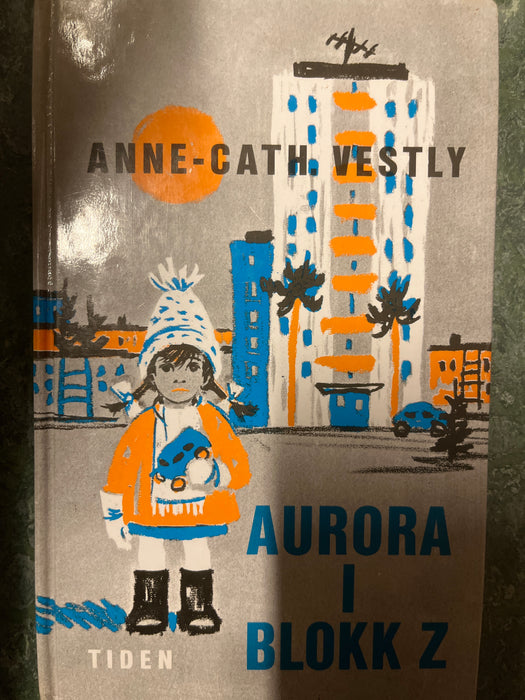 ANNE-CATH. VESTLY
AURORA
I
BLOKK Z
TIDEN